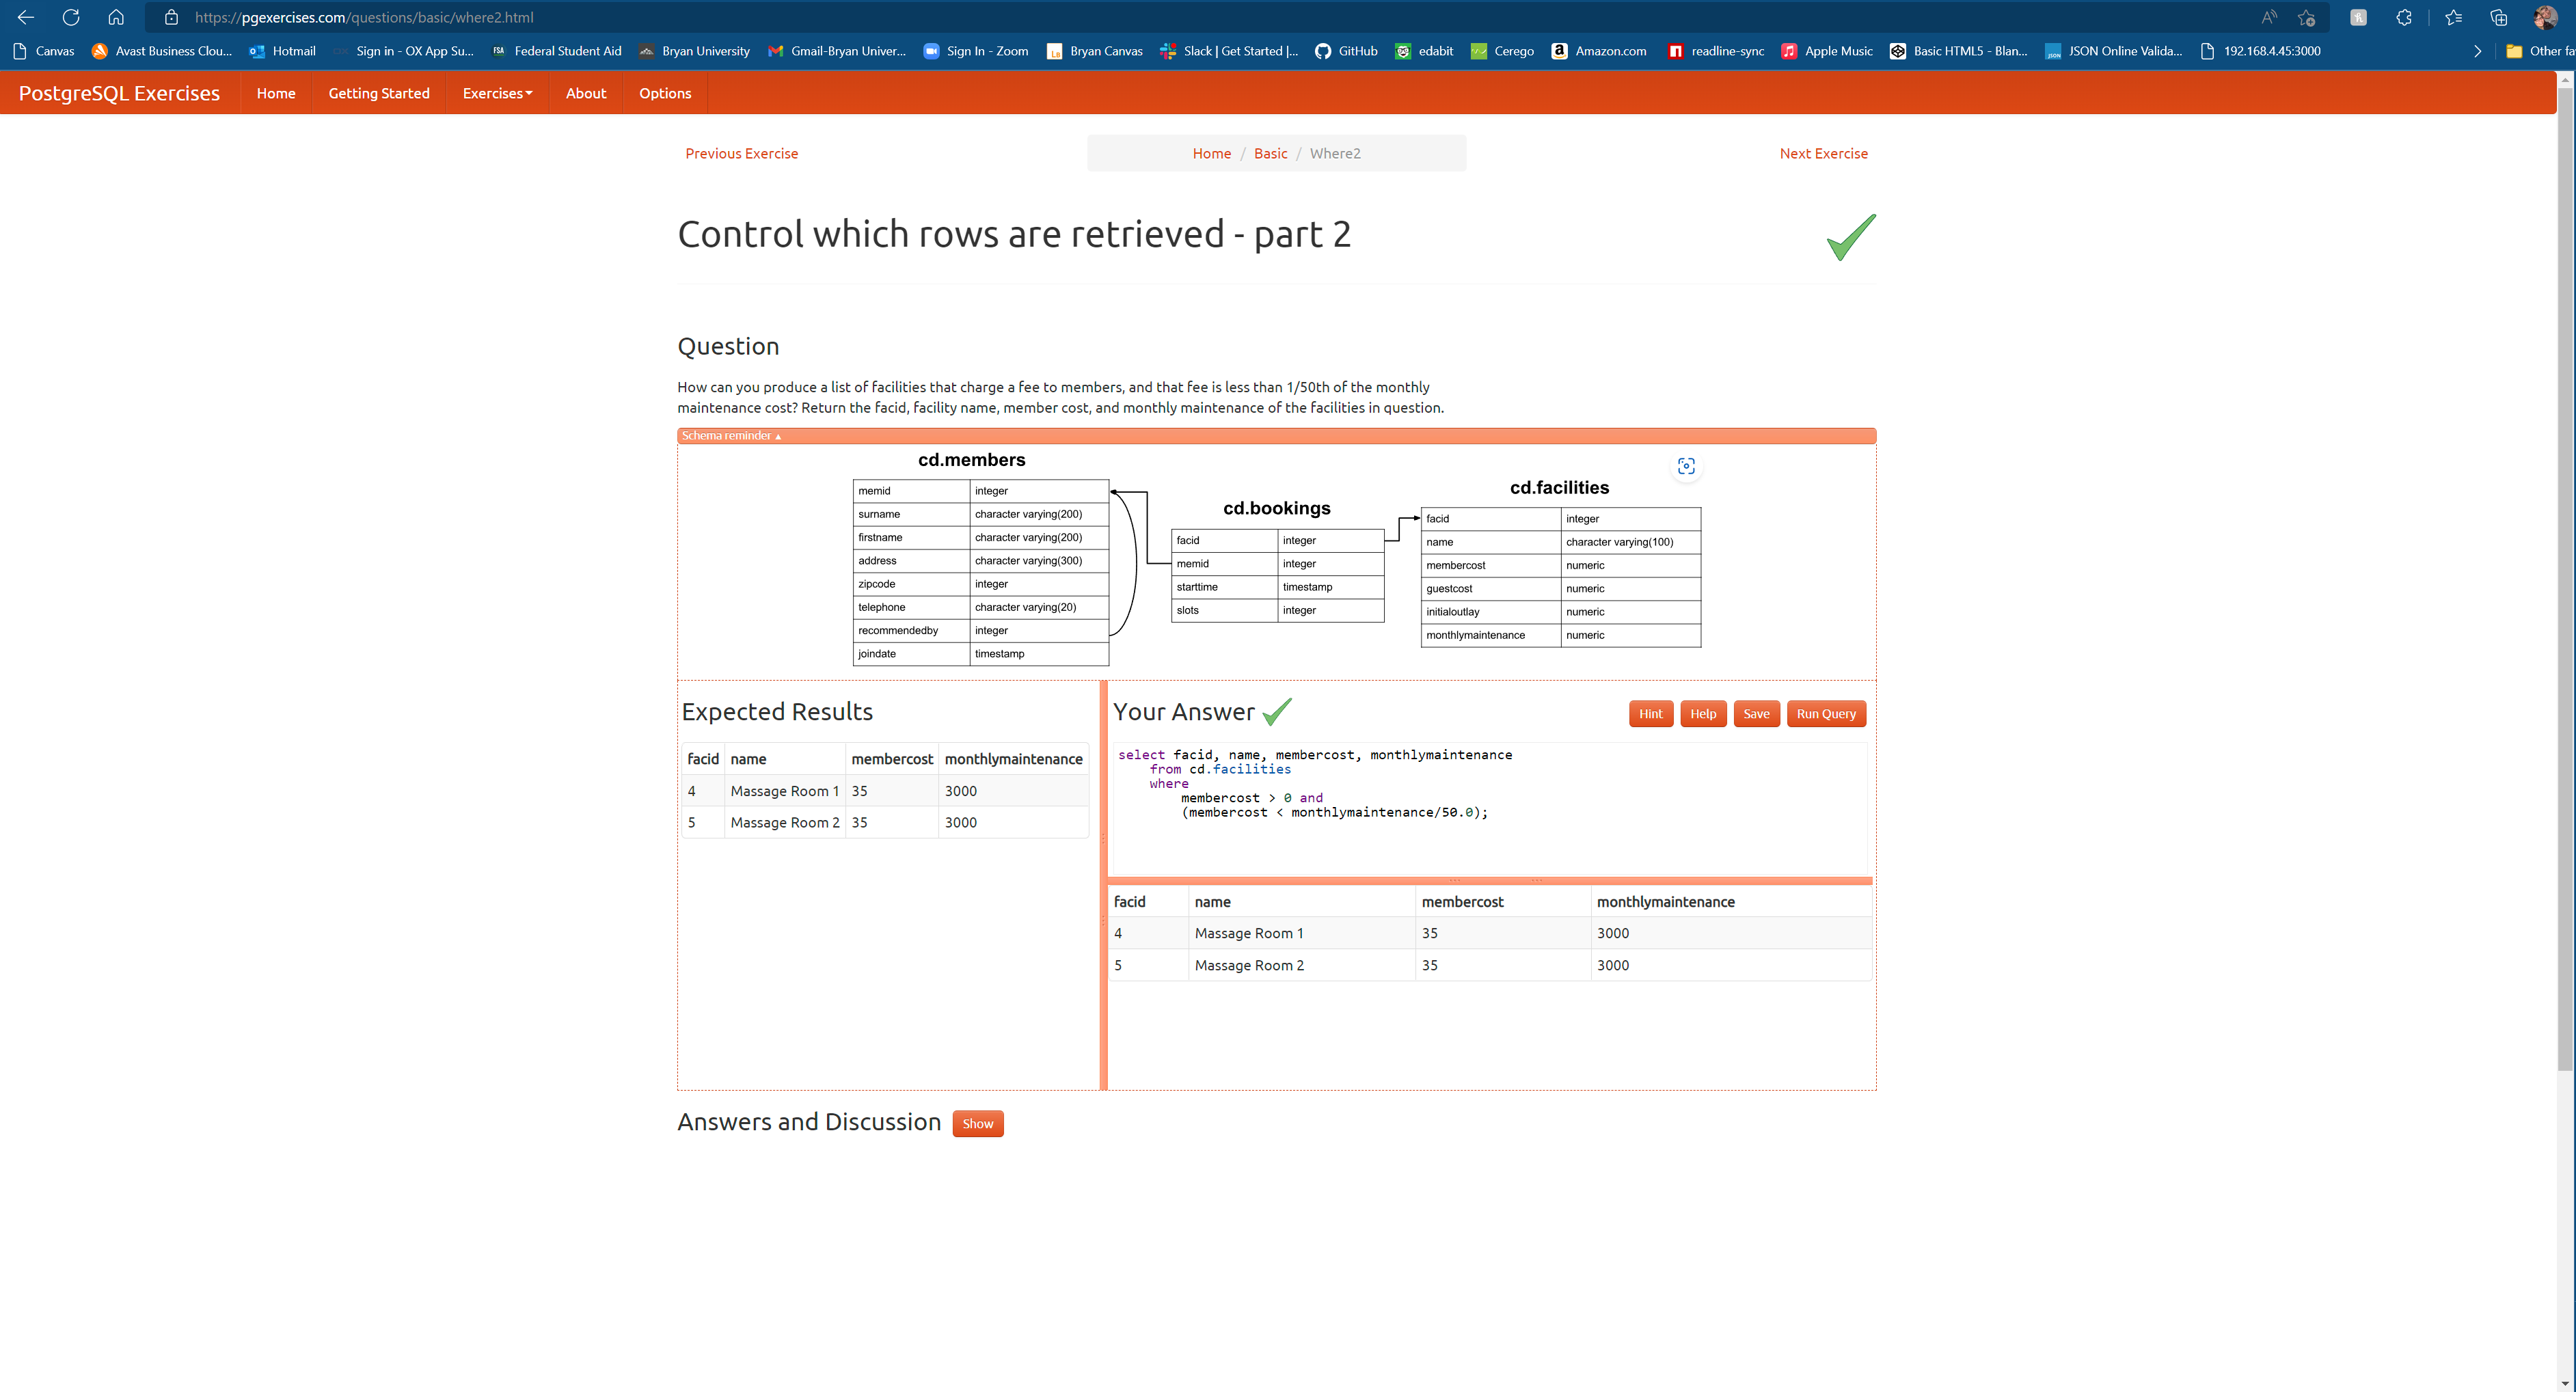 https://pgexercises.com/questions/basic/where2.html
Canvas Avast Business Clou... Hotmail Sign in - OX App Su... Federal Student Aid Bryan University Gmail-Bryan Univer... Sign In - Zoom Bryan Canvas Slack | Get Started |... GitHub edabit Cerego Amazon.com readline-sync Apple Music Basic HTML5 - Blan... JSON Online Valida... 192.168.4.45:3000 Other fa
PostgreSQL Exercises Home Getting Started Exercises About Options
Previous Exercise Home / Basic / Where2 Next Exercise
Control which rows are retrieved - part 2
Question
How can you produce a list of facilities that charge a fee to members, and that fee is less than 1/50th of the monthly
maintenance cost? Return the facid, facility name, member cost, and monthly maintenance of the facilities in question.
Schema reminder ▲
cd.members
memid integer
surname character varying(200)
firstname character varying(200)
address character varying(300)
zipcode integer
telephone character varying(20)
recommendedby integer
joindate timestamp
cd.bookings
facid integer
memid integer
starttime timestamp
slots integer
cd.facilities
facid integer
name character varying(100)
membercost numeric
guestcost numeric
initialoutlay numeric
monthlymaintenance numeric
Expected Results
facid name membercost monthlymaintenance
4 Massage Room 1 35 3000
5 Massage Room 2 35 3000
Your Answer Hint Help Save Run Query
select facid, name, membercost, monthlymaintenance
from cd.facilities
where
membercost > 0 and
(membercost < monthlymaintenance/50.0);
facid name membercost monthlymaintenance
4 Massage Room 1 35 3000
5 Massage Room 2 35 3000
Answers and Discussion Show